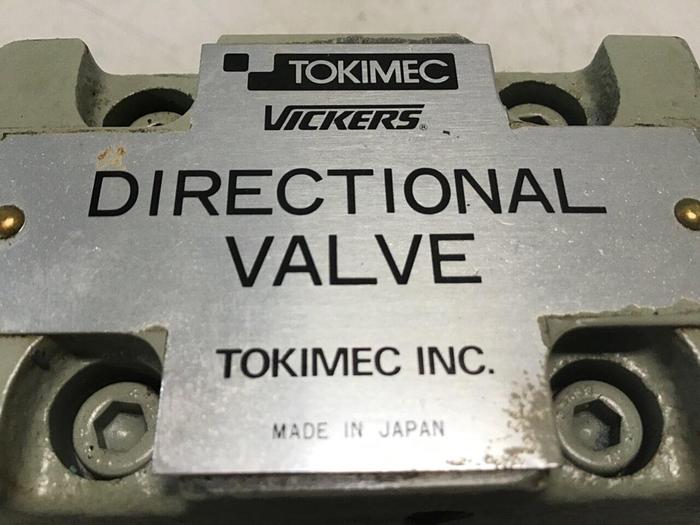 TOKIMEC
VICKERS®
DIRECTIONAL
VALVE
TOKIMEC INC.
MADE IN JAPAN